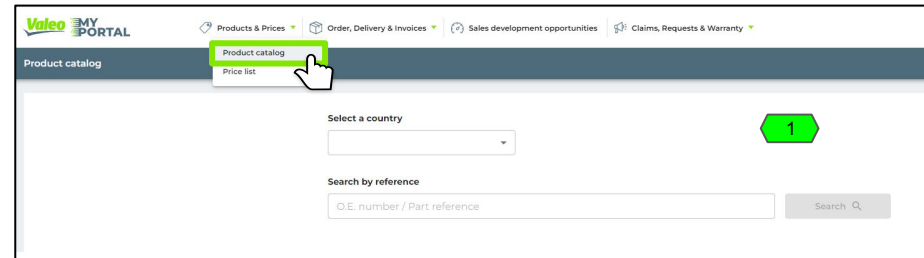 Valeo MY PORTAL
Products & Prices
Order, Delivery & Invoices
Sales development opportunities
Claims, Requests & Warranty
Product catalog
Product catalog
Price list
Select a country
1
Search by reference
O.E. number / Part reference
Search